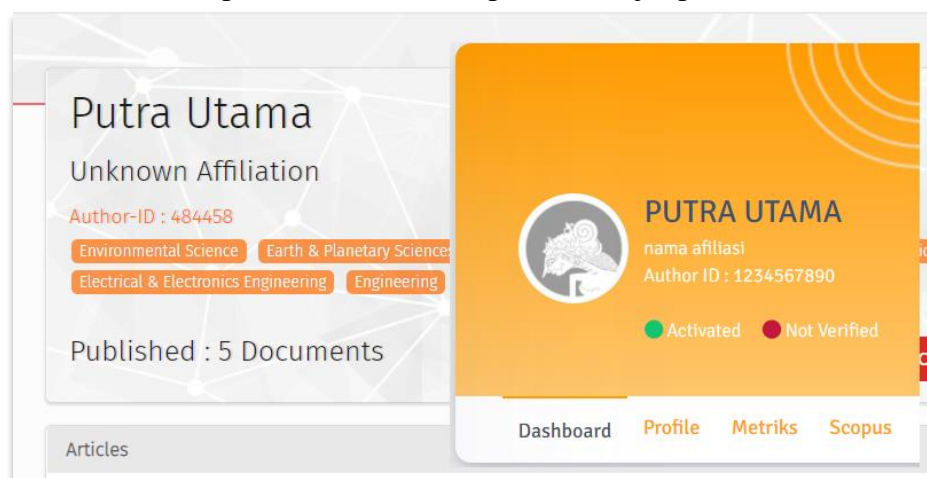 Putra Utama
Unknown Affiliation
Author-ID : 484458
Environmental Science Earth & Planetary Sciences
Electrical & Electronics Engineering Engineering
Published : 5 Documents
Articles
PUTRA UTAMA
nama afiliasi
Author ID : 1234567890
Activated Not Verified
Dashboard Profile Metriks Scopus